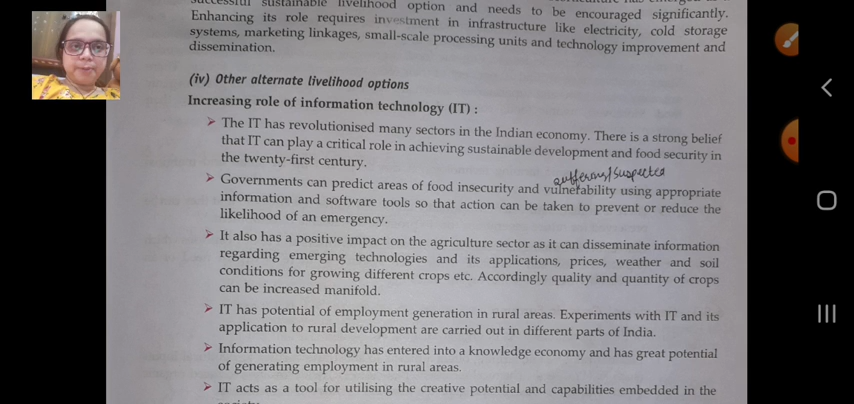 successful sustainable livelihood option and needs to be encouraged significantly.
Enhancing its role requires investment in infrastructure like electricity, cold storage
systems, marketing linkages, small-scale processing units and technology improvement and
dissemination.
(iv) Other alternate livelihood options
Increasing role of information technology (IT) :
➤ The IT has revolutionised many sectors in the Indian economy. There is a strong belief
that IT can play a critical role in achieving sustainable development and food security in
the twenty-first century.
suffering/suspected
➤ Governments can predict areas of food insecurity and vulnerability using appropriate
information and software tools so that action can be taken to prevent or reduce the
likelihood of an emergency.
➤ It also has a positive impact on the agriculture sector as it can disseminate information
regarding emerging technologies and its applications, prices, weather and soil
conditions for growing different crops etc. Accordingly quality and quantity of crops
can be increased manifold.
➤ IT has potential of employment generation in rural areas. Experiments with IT and its
application to rural development are carried out in different parts of India.
➤ Information technology has entered into a knowledge economy and has great potential
of generating employment in rural areas.
➤ IT acts as a tool for utilising the creative potential and capabilities embedded in the